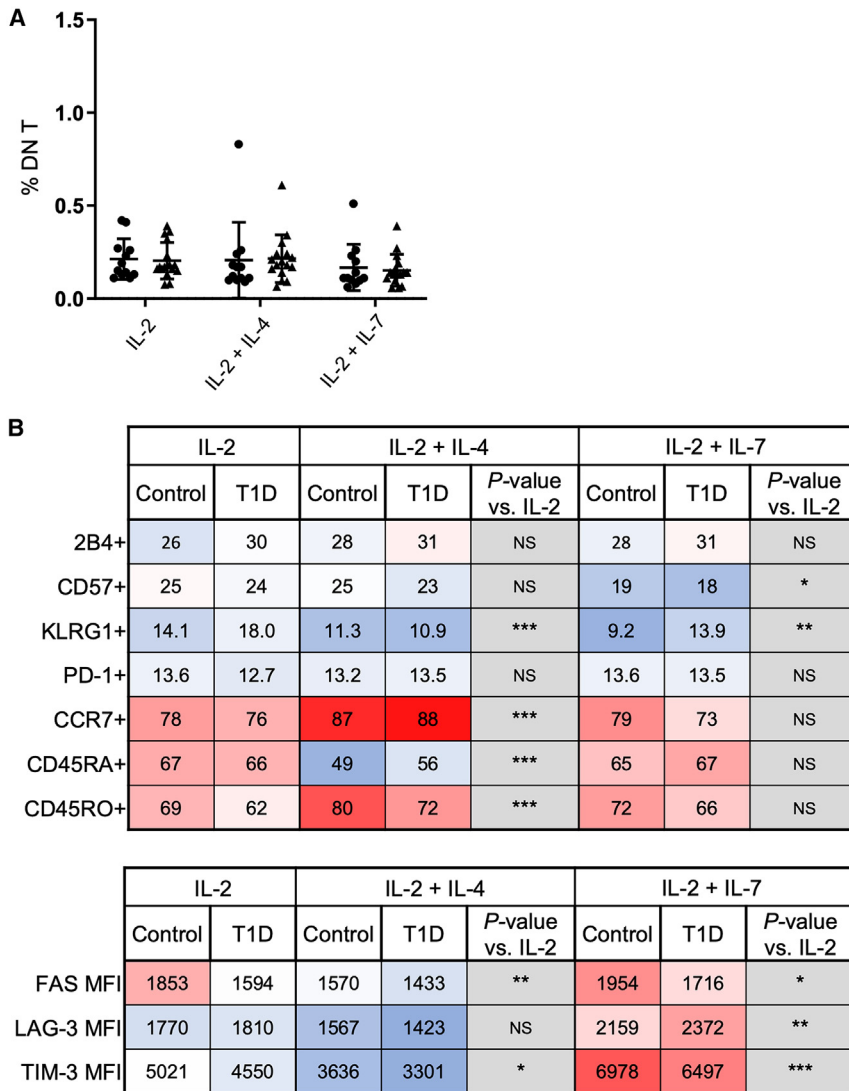 A
1.5
1.0
0.5
0.0
% DN T
IL-2
IL-2 + IL-4
IL-2 + IL-7
B
IL-2 IL-2 + IL-4 IL-2 + IL-7
Control T1D Control T1D P-value vs. IL-2 Control T1D P-value vs. IL-2
2B4+ 26 30 28 31 NS 28 31 NS
CD57+ 25 24 25 23 NS 19 18 *
KLRG1+ 14.1 18.0 11.3 10.9 *** 9.2 13.9 **
PD-1+ 13.6 12.7 13.2 13.5 NS 13.6 13.5 NS
CCR7+ 78 76 87 88 *** 79 73 NS
CD45RA+ 67 66 49 56 *** 65 67 NS
CD45RO+ 69 62 80 72 *** 72 66 NS
IL-2 IL-2 + IL-4 IL-2 + IL-7
Control T1D Control T1D P-value vs. IL-2 Control T1D P-value vs. IL-2
FAS MFI 1853 1594 1570 1433 ** 1954 1716 *
LAG-3 MFI 1770 1810 1567 1423 NS 2159 2372 **
TIM-3 MFI 5021 4550 3636 3301 * 6978 6497 ***